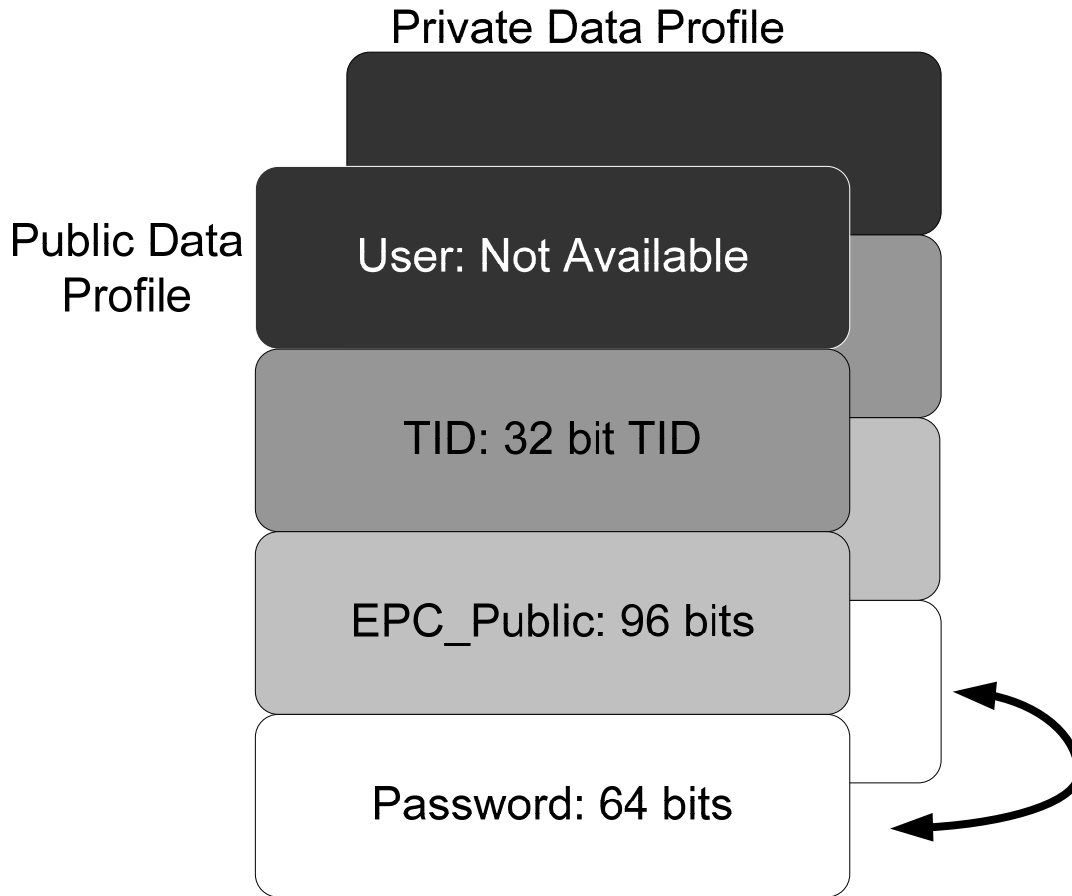 Private Data Profile
Public Data
Profile
User: Not Available
TID: 32 bit TID
EPC_Public: 96 bits
Password: 64 bits